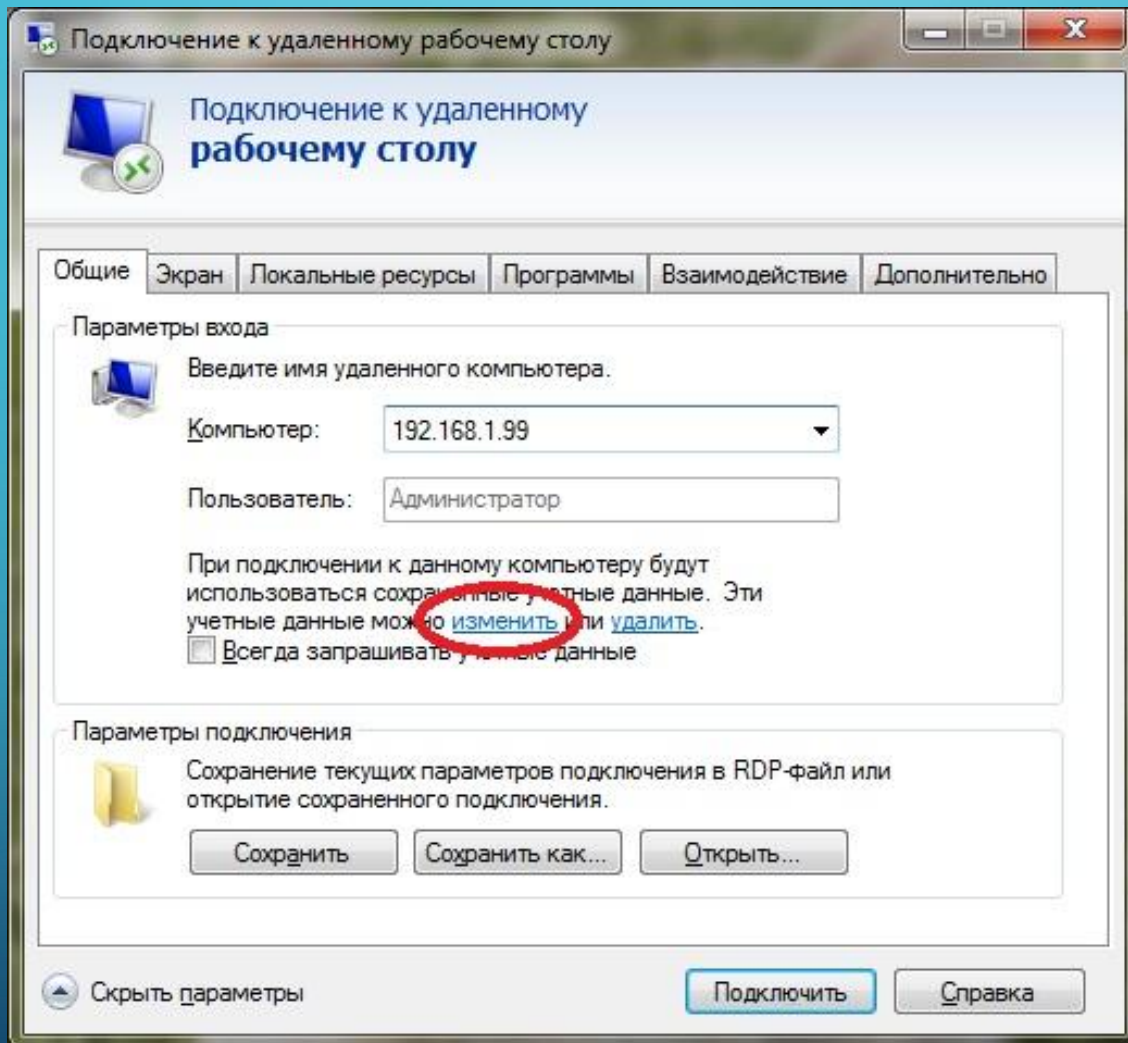 Подключение к удаленному рабочему столу
Подключение к удаленному
рабочему столу
Общие Экран Локальные ресурсы Программы Взаимодействие Дополнительно
Параметры входа
Введите имя удаленного компьютера.
Компьютер: 192.168.1.99
Пользователь: Администратор
При подключении к данному компьютеру будут
использоваться сохраненные учетные данные. Эти
учетные данные можно изменить или удалить.
Всегда запрашивать учетные данные
Параметры подключения
Сохранение текущих параметров подключения в RDP-файл или
открытие сохраненного подключения.
Сохранить Сохранить как... Открыть...
Скрыть параметры Подключить Справка